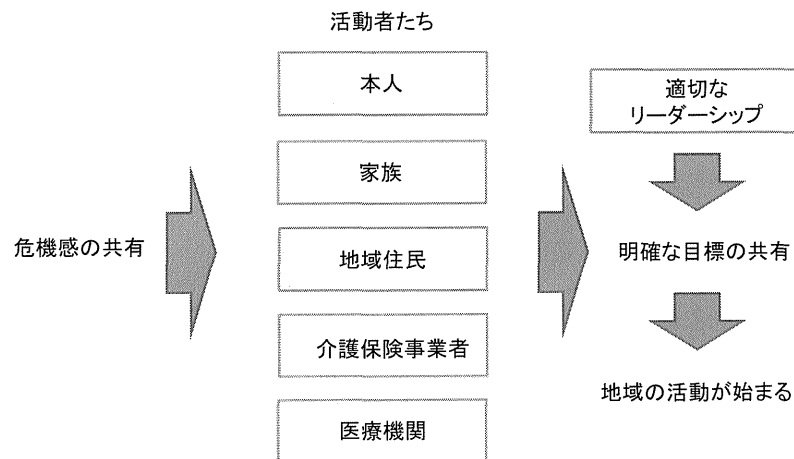 活動者たち
本人
家族
地域住民
介護保険事業者
医療機関
危機感の共有
適切な
リーダーシップ
明確な目標の共有
地域の活動が始まる